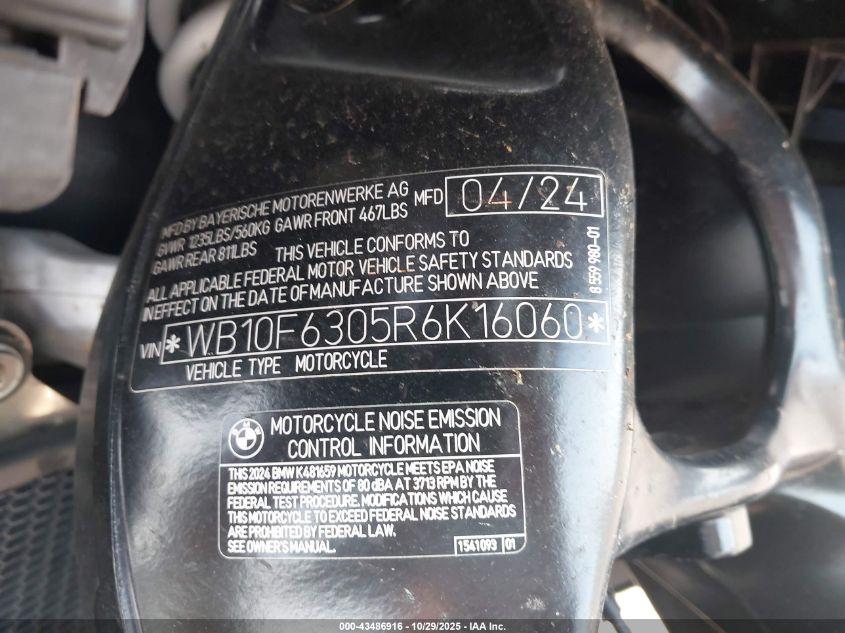 MFD BY BAYERISCHE MOTORENWERKE AG MFD 04/24
GVWR 1235LBS/560KG GAWR FRONT 467LBS
GAWR REAR 811LBS THIS VEHICLE CONFORMS TO
ALL APPLICABLE FEDERAL MOTOR VEHICLE SAFETY STANDARDS
IN EFFECT ON THE DATE OF MANUFACTURE SHOWN ABOVE
8 559 980-01
VIN *WB10F6305R6K16060*
VEHICLE TYPE MOTORCYCLE
BMW
MOTORCYCLE NOISE EMISSION
CONTROL INFORMATION
THIS 2024 BMW K481659 MOTORCYCLE MEETS EPA NOISE
EMISSION REQUIREMENTS OF 80 dBA AT 3713 RPM BY THE
FEDERAL TEST PROCEDURE. MODIFICATIONS WHICH CAUSE
THIS MOTORCYCLE TO EXCEED FEDERAL NOISE STANDARDS
ARE PROHIBITED BY FEDERAL LAW.
SEE OWNER'S MANUAL. 1541093 01
000-43486916 - 10/29/2025 - IAA Inc.